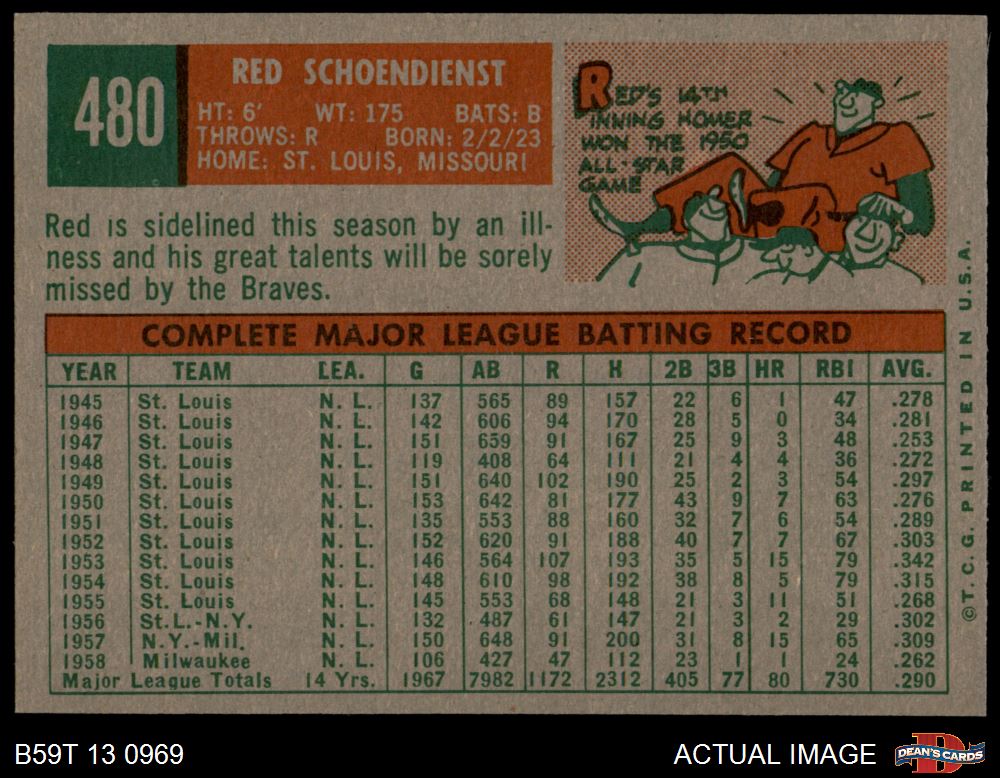 480
RED SCHOENDIENST
HT: 6' WT: 175 BATS: B
THROWS: R BORN: 2/2/23
HOME: ST. LOUIS, MISSOURI
RED'S 14TH
INNING HOMER
WON THE 1950
ALL-STAR
GAME
Red is sidelined this season by an ill-
ness and his great talents will be sorely
missed by the Braves.
COMPLETE MAJOR LEAGUE BATTING RECORD
YEAR TEAM LEA. G AB R H 2B 3B HR RBI AVG.
1945 St. Louis N. L. 137 565 89 157 22 6 1 47 .278
1946 St. Louis N. L. 142 606 94 170 28 5 0 34 .281
1947 St. Louis N. L. 151 659 91 167 25 9 3 48 .253
1948 St. Louis N. L. 119 408 64 111 21 4 4 36 .272
1949 St. Louis N. L. 151 640 102 190 25 2 3 54 .297
1950 St. Louis N. L. 153 642 81 177 43 9 7 63 .276
1951 St. Louis N. L. 135 553 88 160 32 7 6 54 .289
1952 St. Louis N. L. 152 620 91 188 40 7 7 67 .303
1953 St. Louis N. L. 146 564 107 193 35 5 15 79 .342
1954 St. Louis N. L. 148 610 98 192 38 8 5 79 .315
1955 St. Louis N. L. 145 553 68 148 21 3 11 51 .268
1956 St.L.-N.Y. N. L. 132 487 61 147 21 3 2 29 .302
1957 N.Y.-Mil. N. L. 150 648 91 200 31 8 15 65 .309
1958 Milwaukee N. L. 106 427 47 112 23 1 1 24 .262
Major League Totals 14 Yrs. 1967 7982 1172 2312 405 77 80 730 .290
© T. C. G. PRINTED IN U.S.A.
B59T 13 0969
ACTUAL IMAGE
DEAN'S CARDS